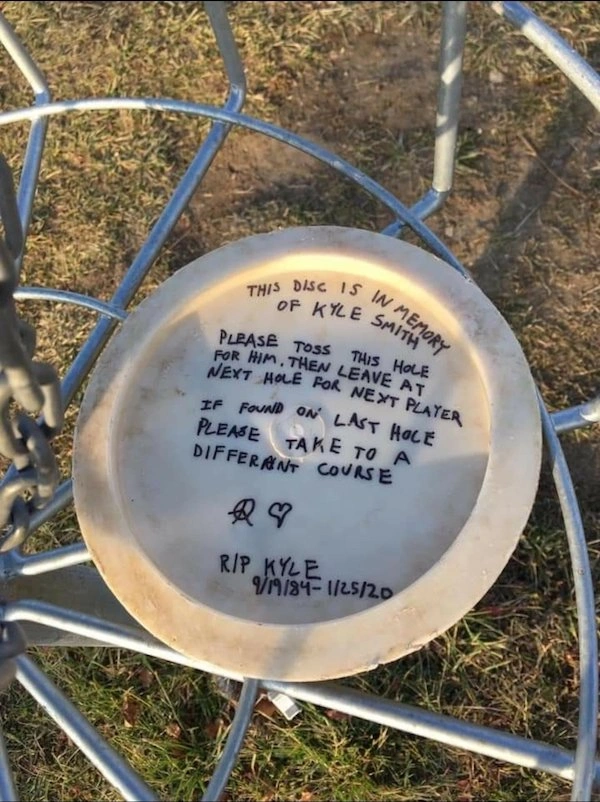 THIS DISC IS IN MEMORY
OF KYLE SMITH
PLEASE TOSS THIS HOLE
FOR HIM. THEN LEAVE AT
NEXT HOLE FOR NEXT PLAYER
IF FOUND ON LAST HOLE
PLEASE TAKE TO A
DIFFERANT COURSE
R/P KYLE
9/19/84-1/25/20